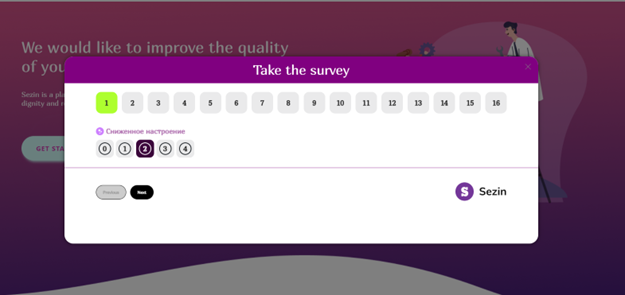 We would like to improve the quality
of you
Take the survey
1 2 3 4 5 6 7 8 9 10 11 12 13 14 15 16
Sezin is a pl
dignity and r
Сниженное настроение
0 1 2 3 4
GET STA
Previous Next
S Sezin